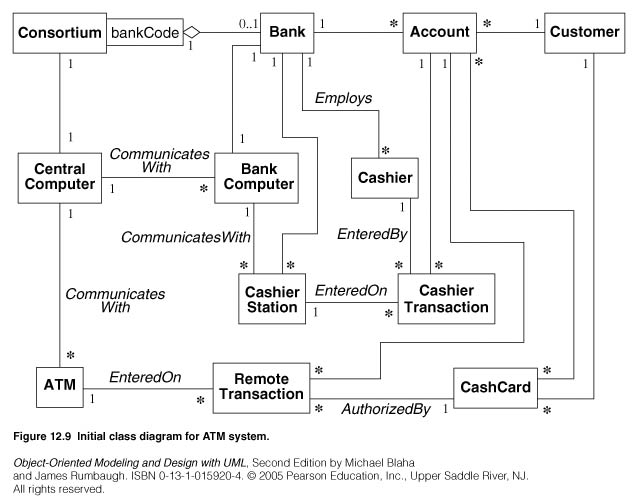 Consortium bankCode 0..1 Bank 1 * Account * 1 Customer
1
1 1 1 1 1 1 * 1
Employs
1 1 *
Communicates
With
Central
Computer
Bank
Computer
Cashier
1 *
1 1 1
CommunicatesWith EnteredBy
* * * *
Communicates
With
Cashier
Station
EnteredOn
Cashier
Transaction
1 *
* * *
ATM EnteredOn Remote
Transaction
CashCard
1 * * AuthorizedBy 1 *
Figure 12.9 Initial class diagram for ATM system.
Object-Oriented Modeling and Design with UML, Second Edition by Michael Blaha
and James Rumbaugh. ISBN 0-13-1-015920-4. © 2005 Pearson Education, Inc., Upper Saddle River, NJ.
All rights reserved.